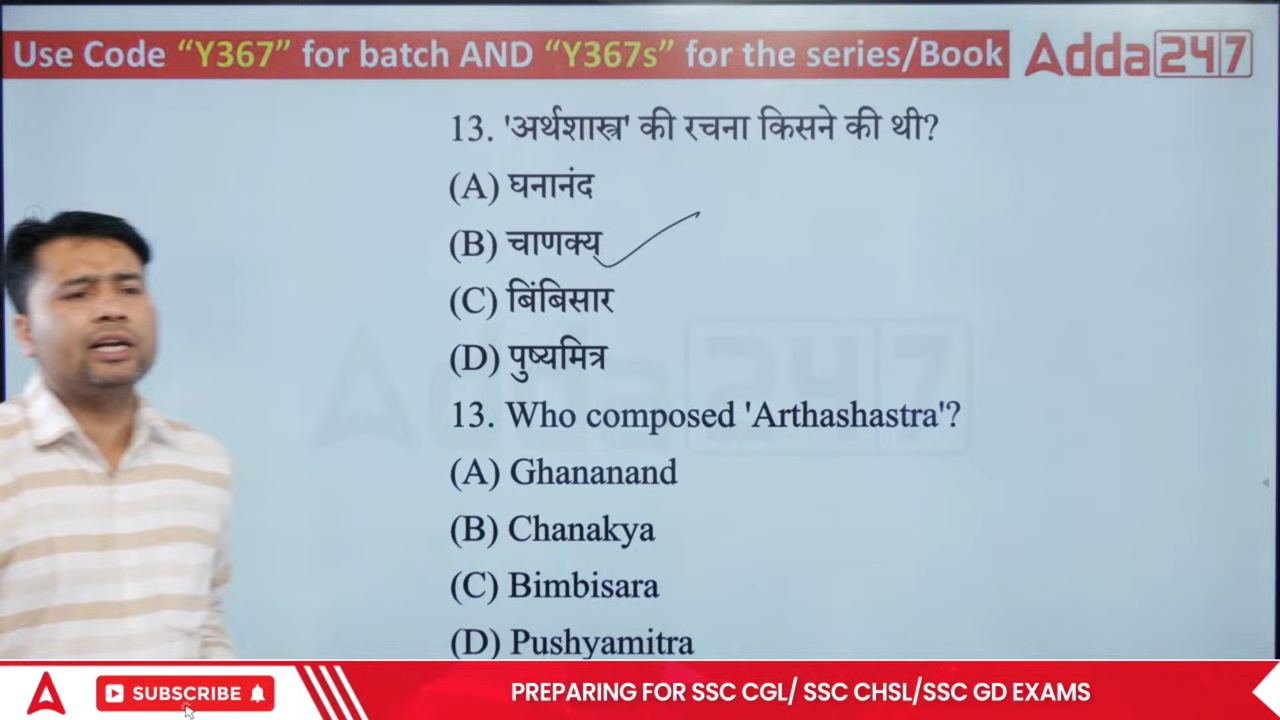 Use Code “Y367” for batch AND “Y367s” for the series/Book
Adda247
13. 'अर्थशास्त्र' की रचना किसने की थी?
(A) घनानंद
(B) चाणक्य
(C) बिंबिसार
(D) पुष्यमित्र
Adda247
13. Who composed 'Arthashastra'?
(A) Ghananand
(B) Chanakya
(C) Bimbisara
(D) Pushyamitra
SUBSCRIBE
PREPARING FOR SSC CGL/ SSC CHSL/SSC GD EXAMS